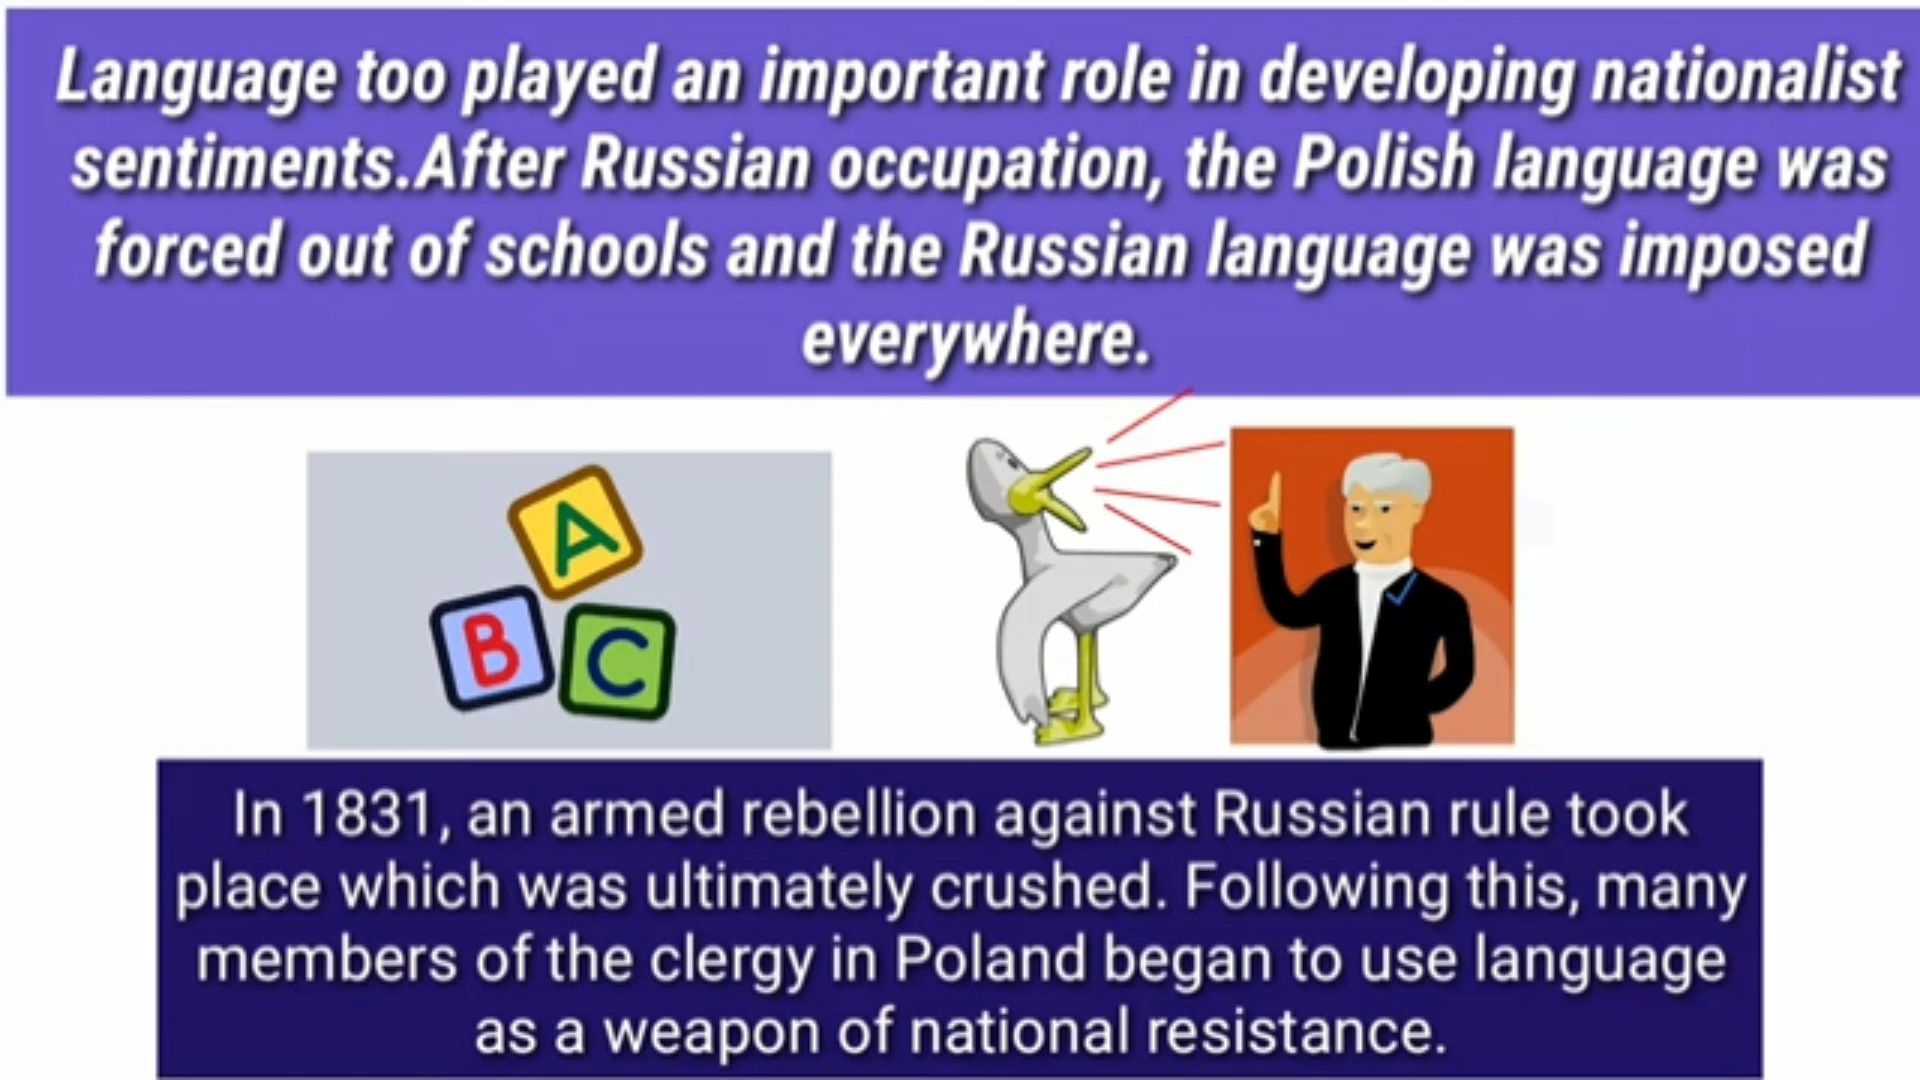 Language too played an important role in developing nationalist
sentiments.After Russian occupation, the Polish language was
forced out of schools and the Russian language was imposed
everywhere.
A
B C
In 1831, an armed rebellion against Russian rule took
place which was ultimately crushed. Following this, many
members of the clergy in Poland began to use language
as a weapon of national resistance.